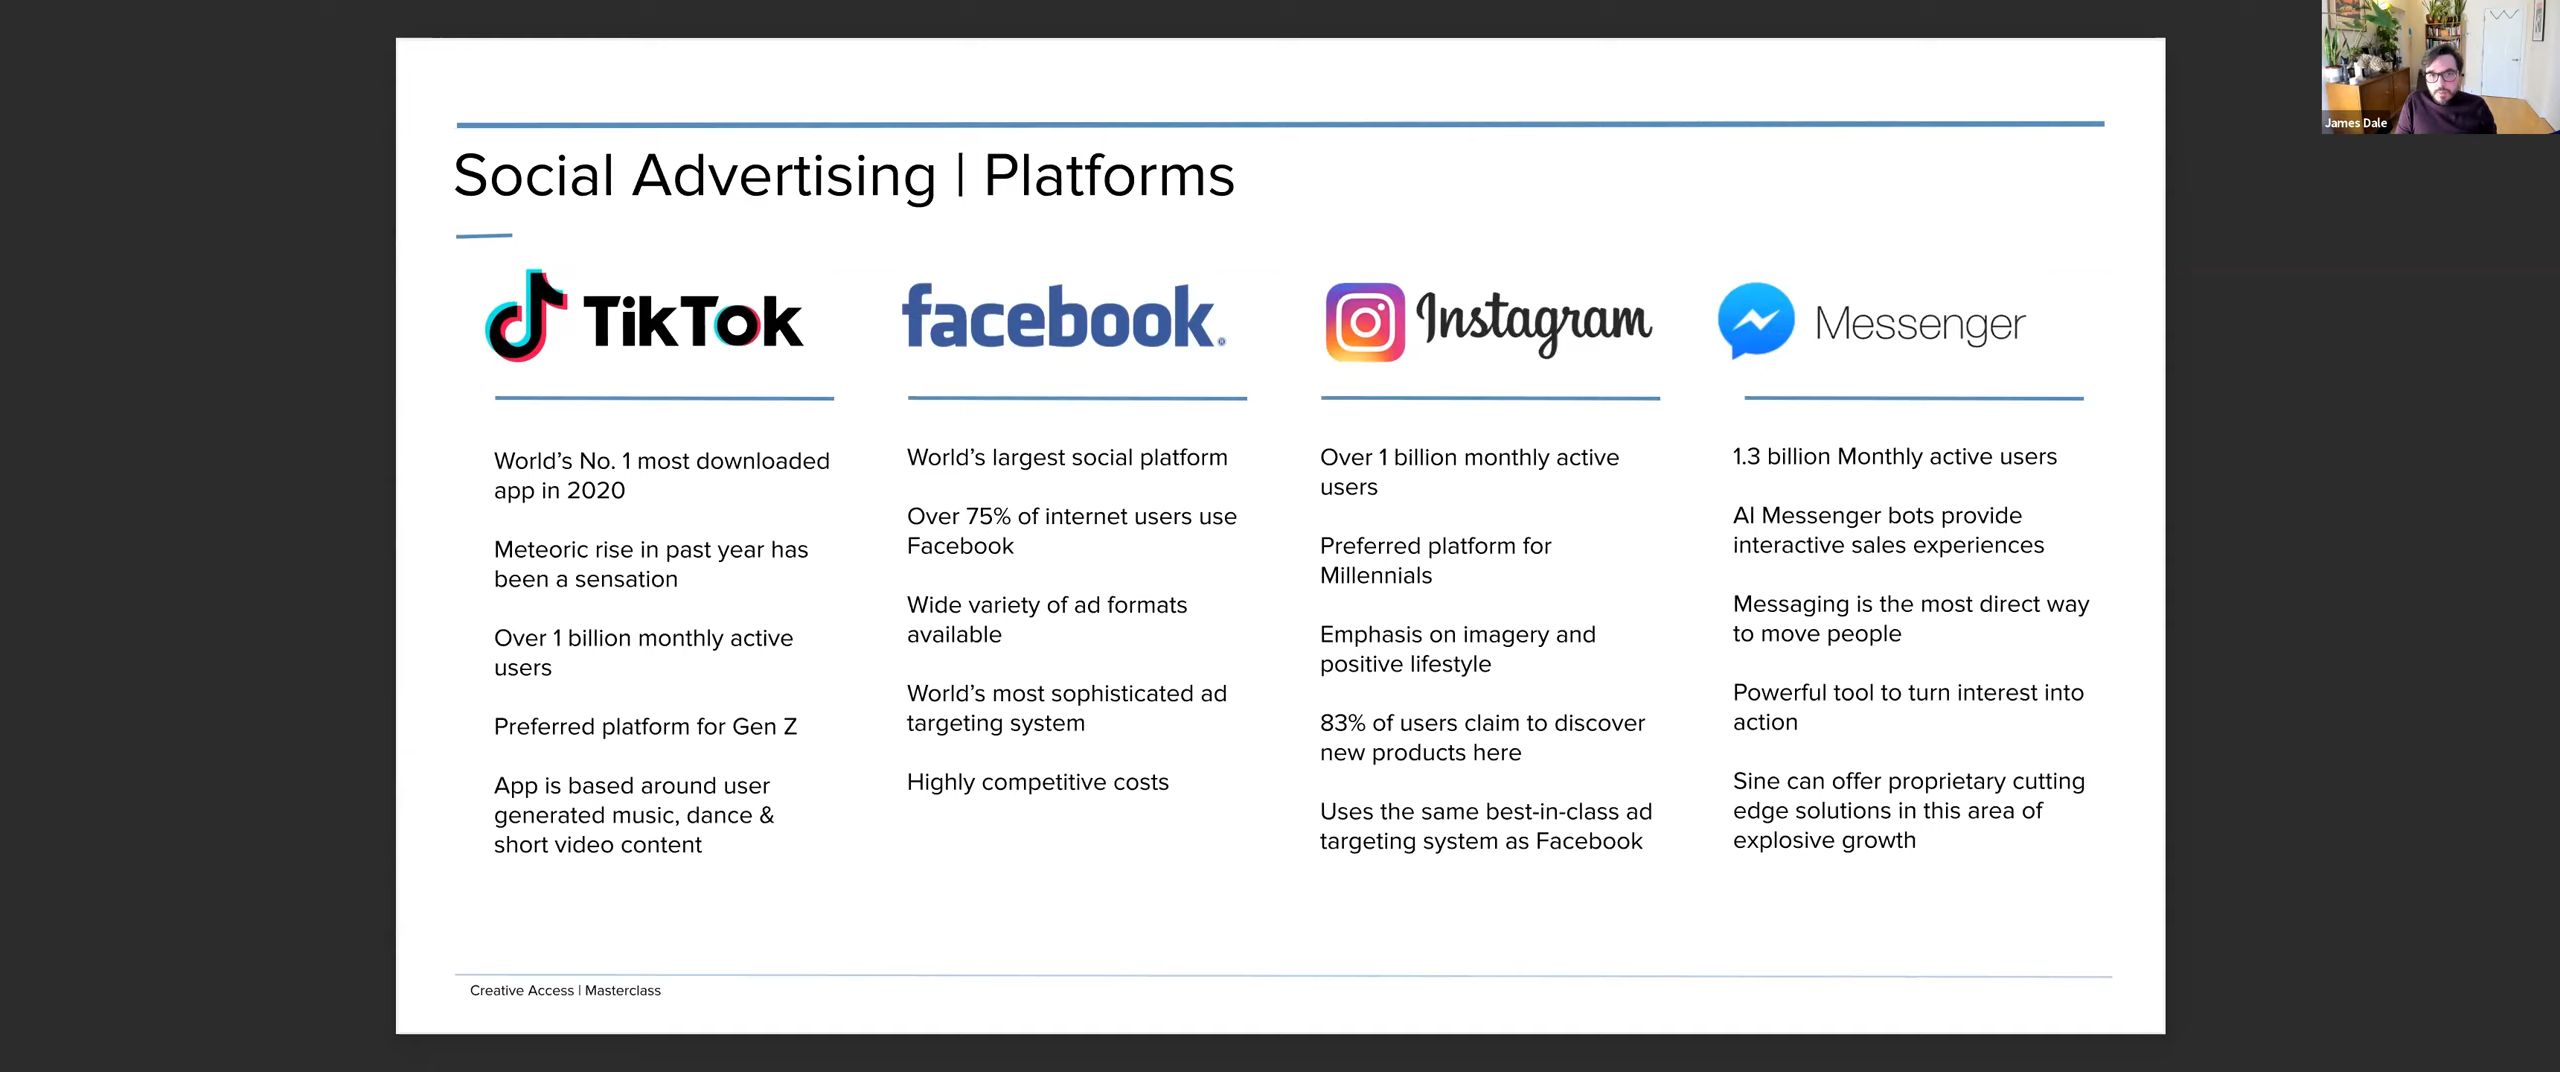 James Dale
Social Advertising | Platforms
TikTok
World's No. 1 most downloaded
app in 2020
Meteoric rise in past year has
been a sensation
Over 1 billion monthly active
users
Preferred platform for Gen Z
App is based around user
generated music, dance &
short video content
facebook®
World's largest social platform
Over 75% of internet users use
Facebook
Wide variety of ad formats
available
World's most sophisticated ad
targeting system
Highly competitive costs
Instagram
Over 1 billion monthly active
users
Preferred platform for
Millennials
Emphasis on imagery and
positive lifestyle
83% of users claim to discover
new products here
Uses the same best-in-class ad
targeting system as Facebook
Messenger
1.3 billion Monthly active users
AI Messenger bots provide
interactive sales experiences
Messaging is the most direct way
to move people
Powerful tool to turn interest into
action
Sine can offer proprietary cutting
edge solutions in this area of
explosive growth
Creative Access | Masterclass